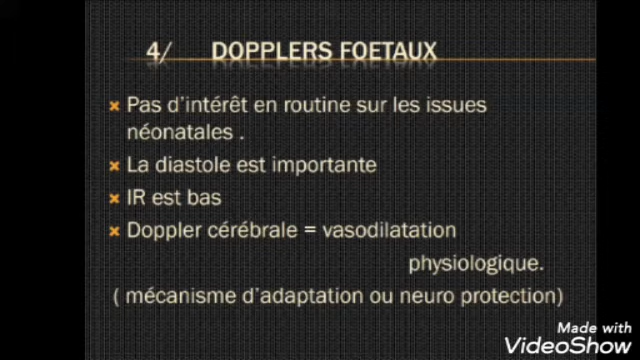 4/ DOPPLERS FOETAUX
× Pas d'intérêt en routine sur les issues
néonatales .
× La diastole est importante
× IR est bas
× Doppler cérébrale = vasodilatation
physiologique.
( mécanisme d'adaptation ou neuro protection)
Made with
VideoShow